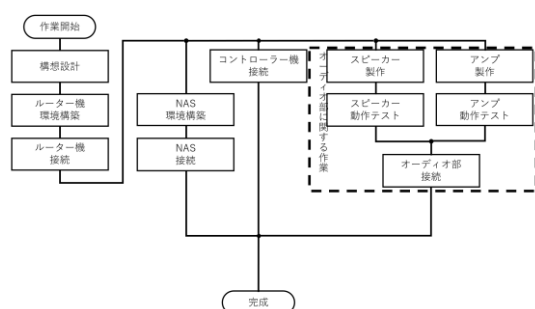 作業開始
構想設計
ルーター機
環境構築
ルーター機
接続
NAS
環境構築
NAS
接続
コントローラー機
接続
オーディオ部に関する作業
スピーカー
製作
スピーカー
動作テスト
アンプ
製作
アンプ
動作テスト
オーディオ部
接続
完成